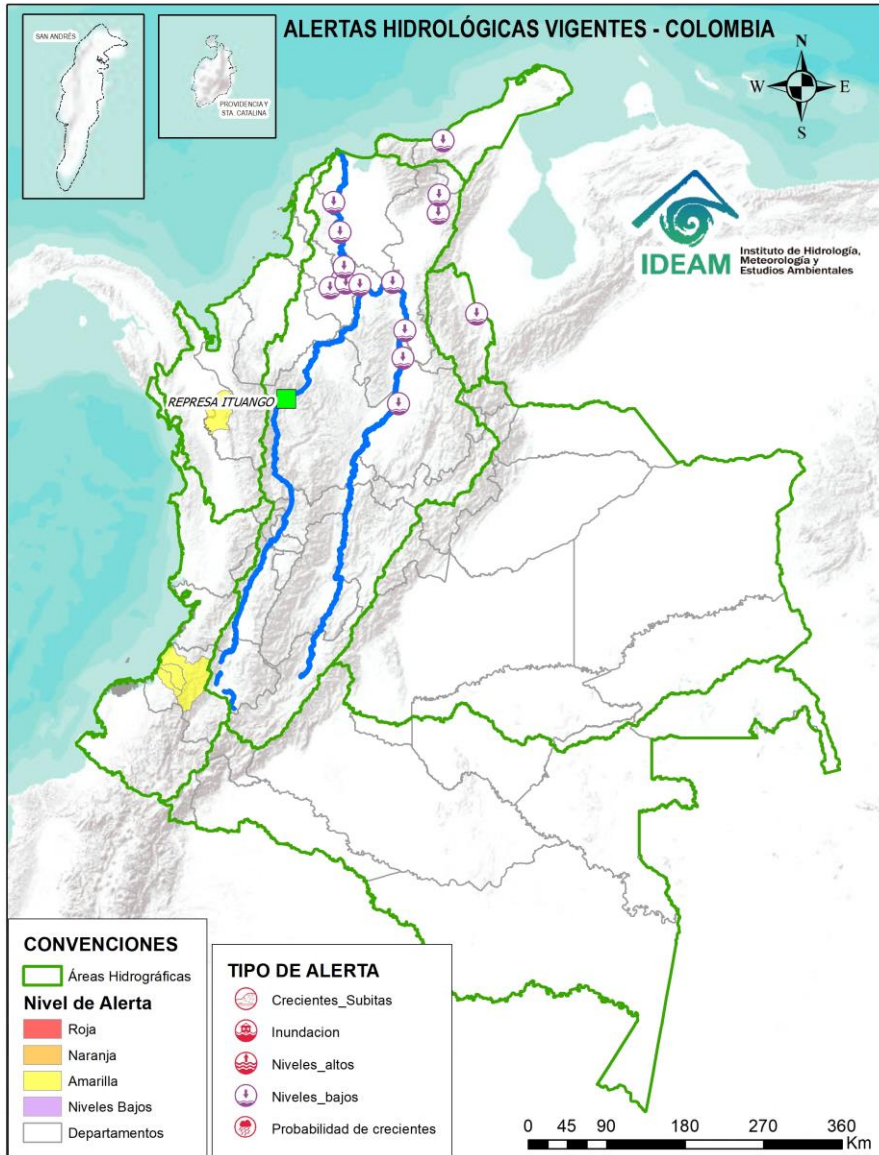 ALERTAS HIDROLÓGICAS VIGENTES - COLOMBIA
SAN ANDRÉS
PROVIDENCIA Y
STA. CATALINA
N
W E
S
IDEAM
Instituto de Hidrología,
Meteorología y
Estudios Ambientales
REPRESA ITUANGO
CONVENCIONES
Áreas Hidrográficas
Nivel de Alerta
Roja
Naranja
Amarilla
Niveles Bajos
Departamentos
TIPO DE ALERTA
Crecientes_Subitas
Inundacion
Niveles_altos
Niveles_bajos
Probabilidad de crecientes
0 45 90 180 270 360
Km